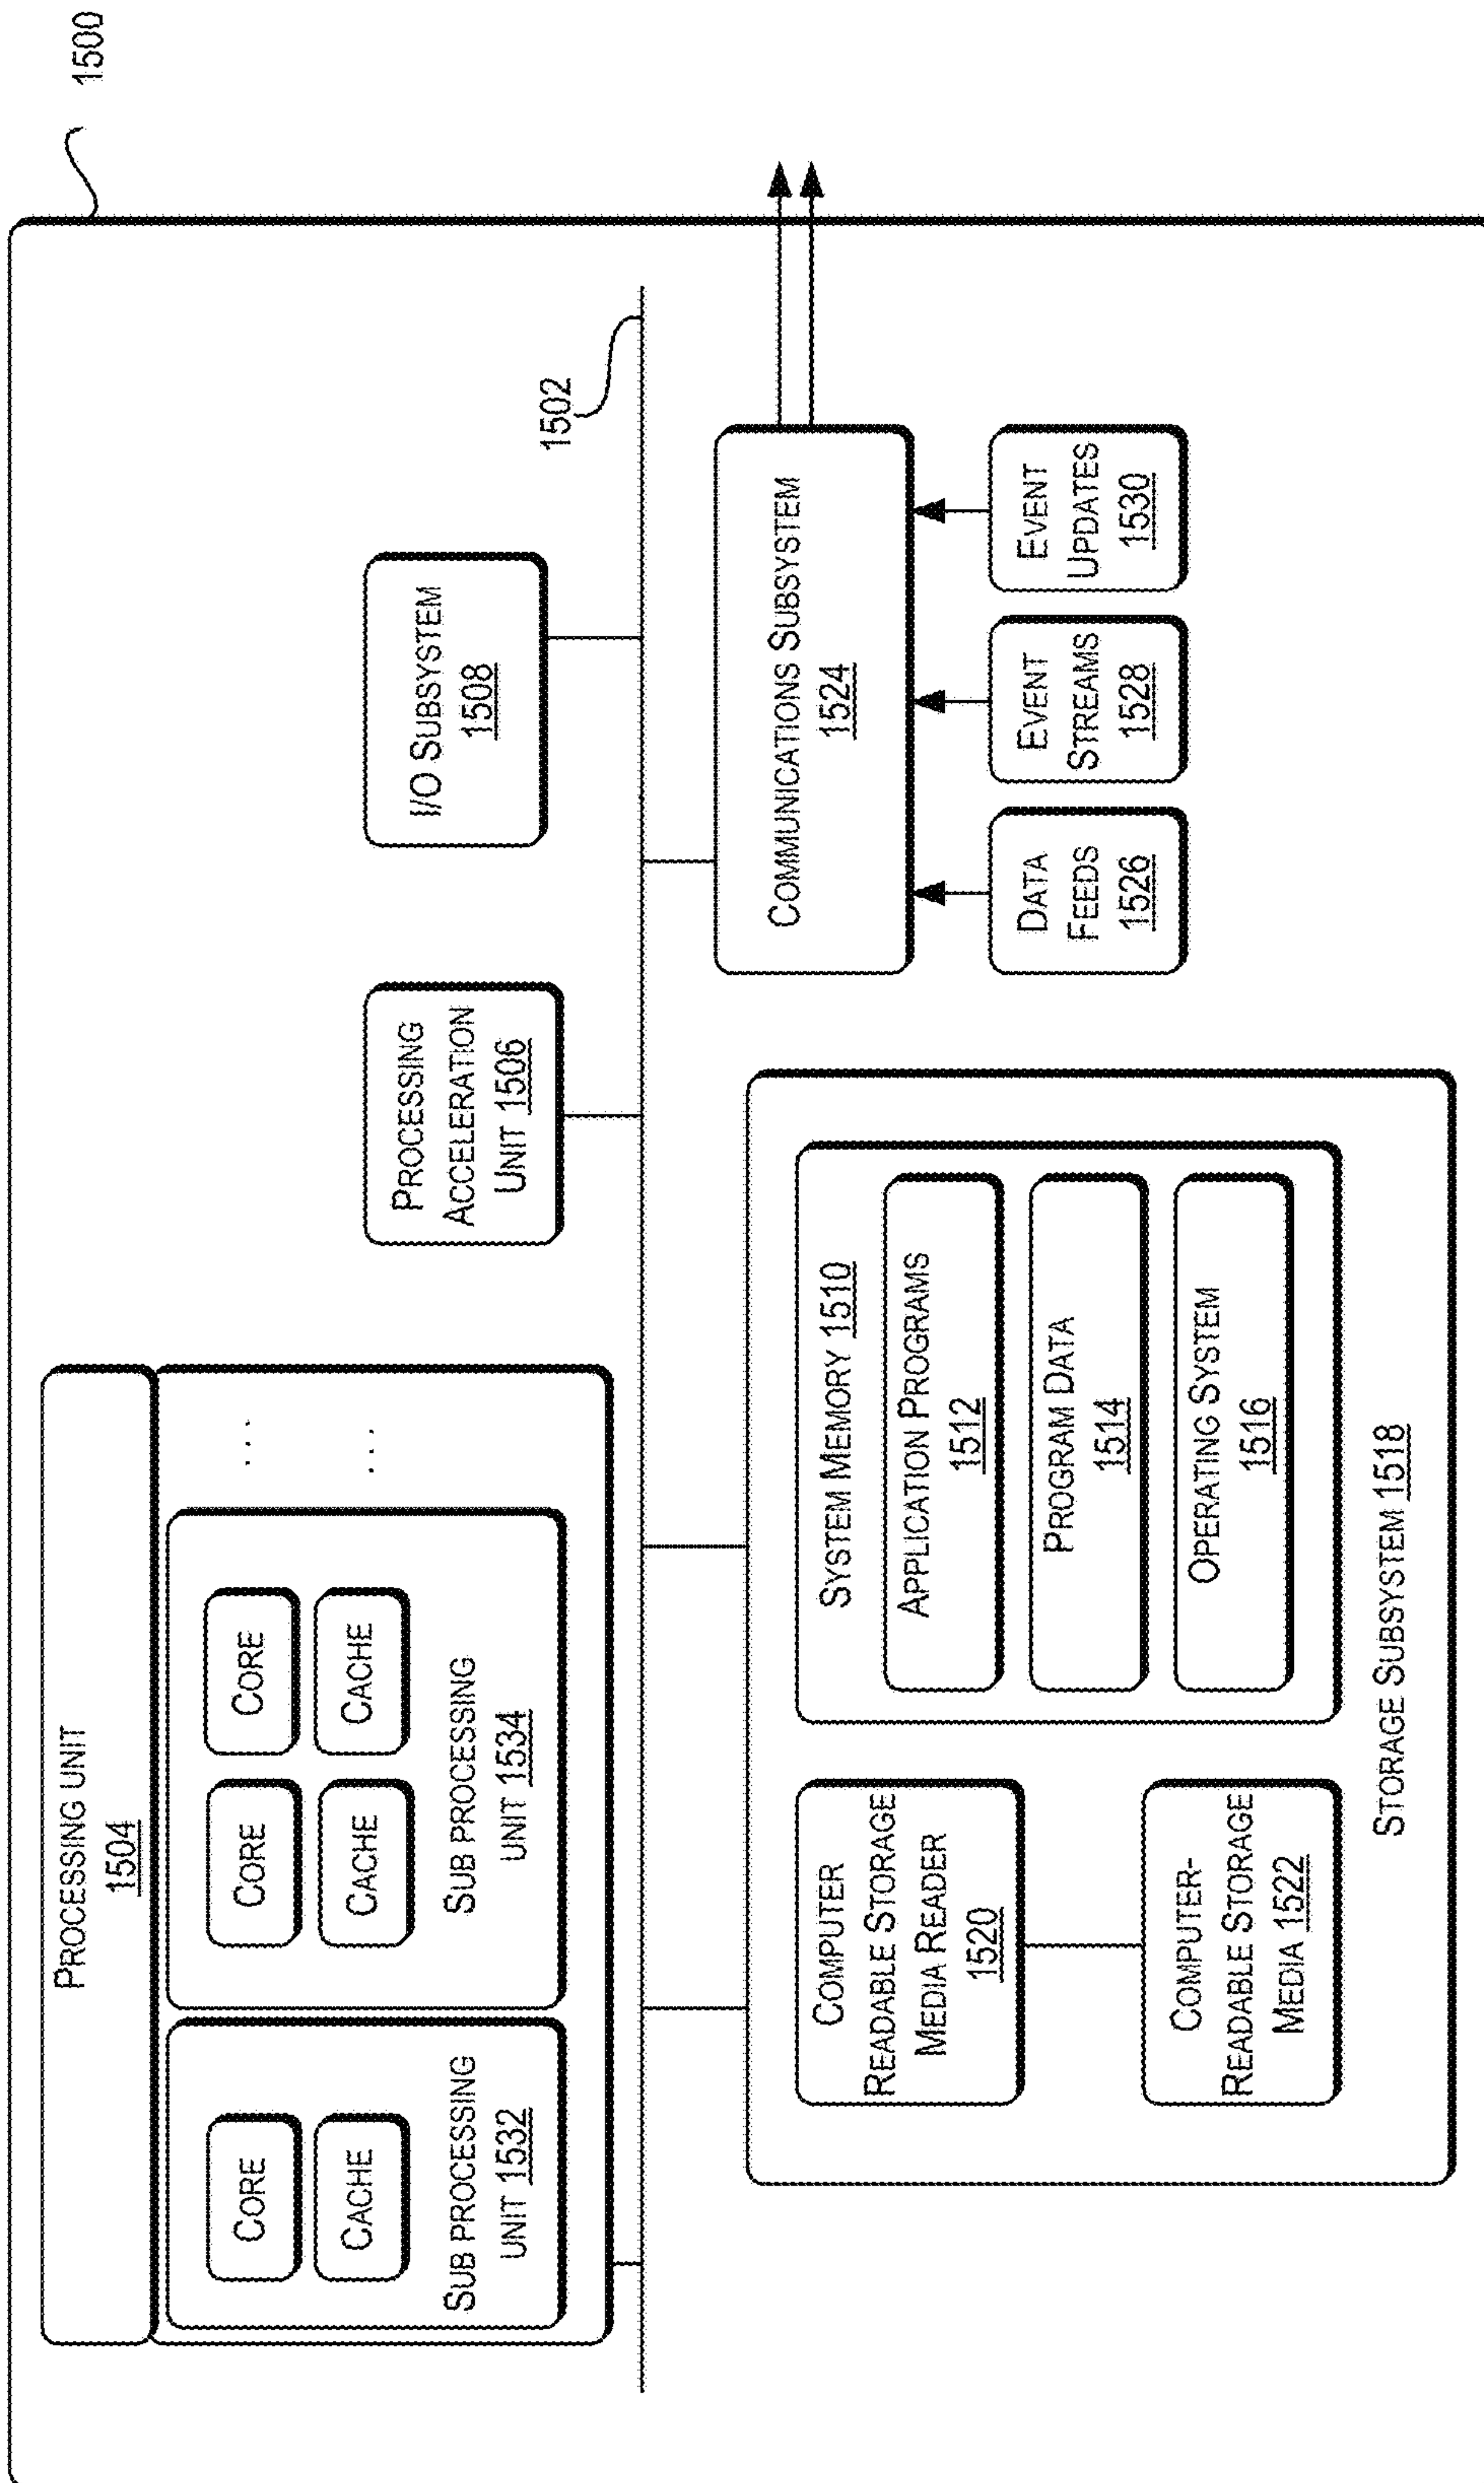 1500
PROCESSING UNIT
1504
CORE
CACHE
SUB PROCESSING
UNIT 1532
CORE
CORE
CACHE
CACHE
SUB PROCESSING
UNIT 1534
...
...
PROCESSING
ACCELERATION
UNIT 1506
I/O SUBSYSTEM
1508
1502
COMPUTER
READABLE STORAGE
MEDIA READER
1520
COMPUTER-
READABLE STORAGE
MEDIA 1522
SYSTEM MEMORY 1510
APPLICATION PROGRAMS
1512
PROGRAM DATA
1514
OPERATING SYSTEM
1516
STORAGE SUBSYSTEM 1518
COMMUNICATIONS SUBSYSTEM
1524
DATA
FEEDS
1526
EVENT
STREAMS
1528
EVENT
UPDATES
1530